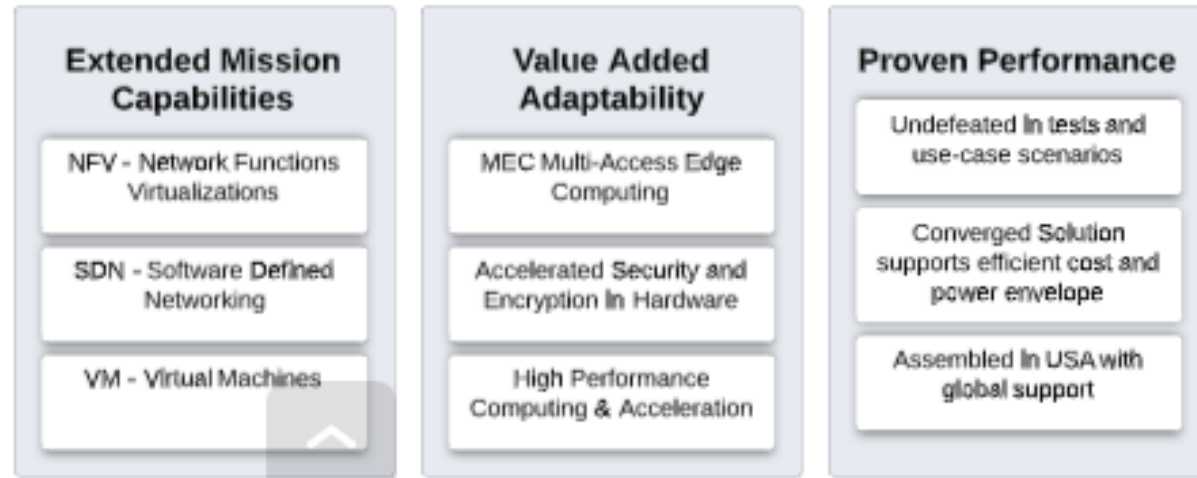 Extended Mission
Capabilities
NFV - Network Functions
Virtualizations
SDN - Software Defined
Networking
VM - Virtual Machines
Value Added
Adaptability
MEC Multi-Access Edge
Computing
Accelerated Security and
Encryption In Hardware
High Performance
Computing & Acceleration
Proven Performance
Undefeated In tests and
use-case scenarios
Converged Solution
supports efficient cost and
power envelope
Assembled In USA with
global support